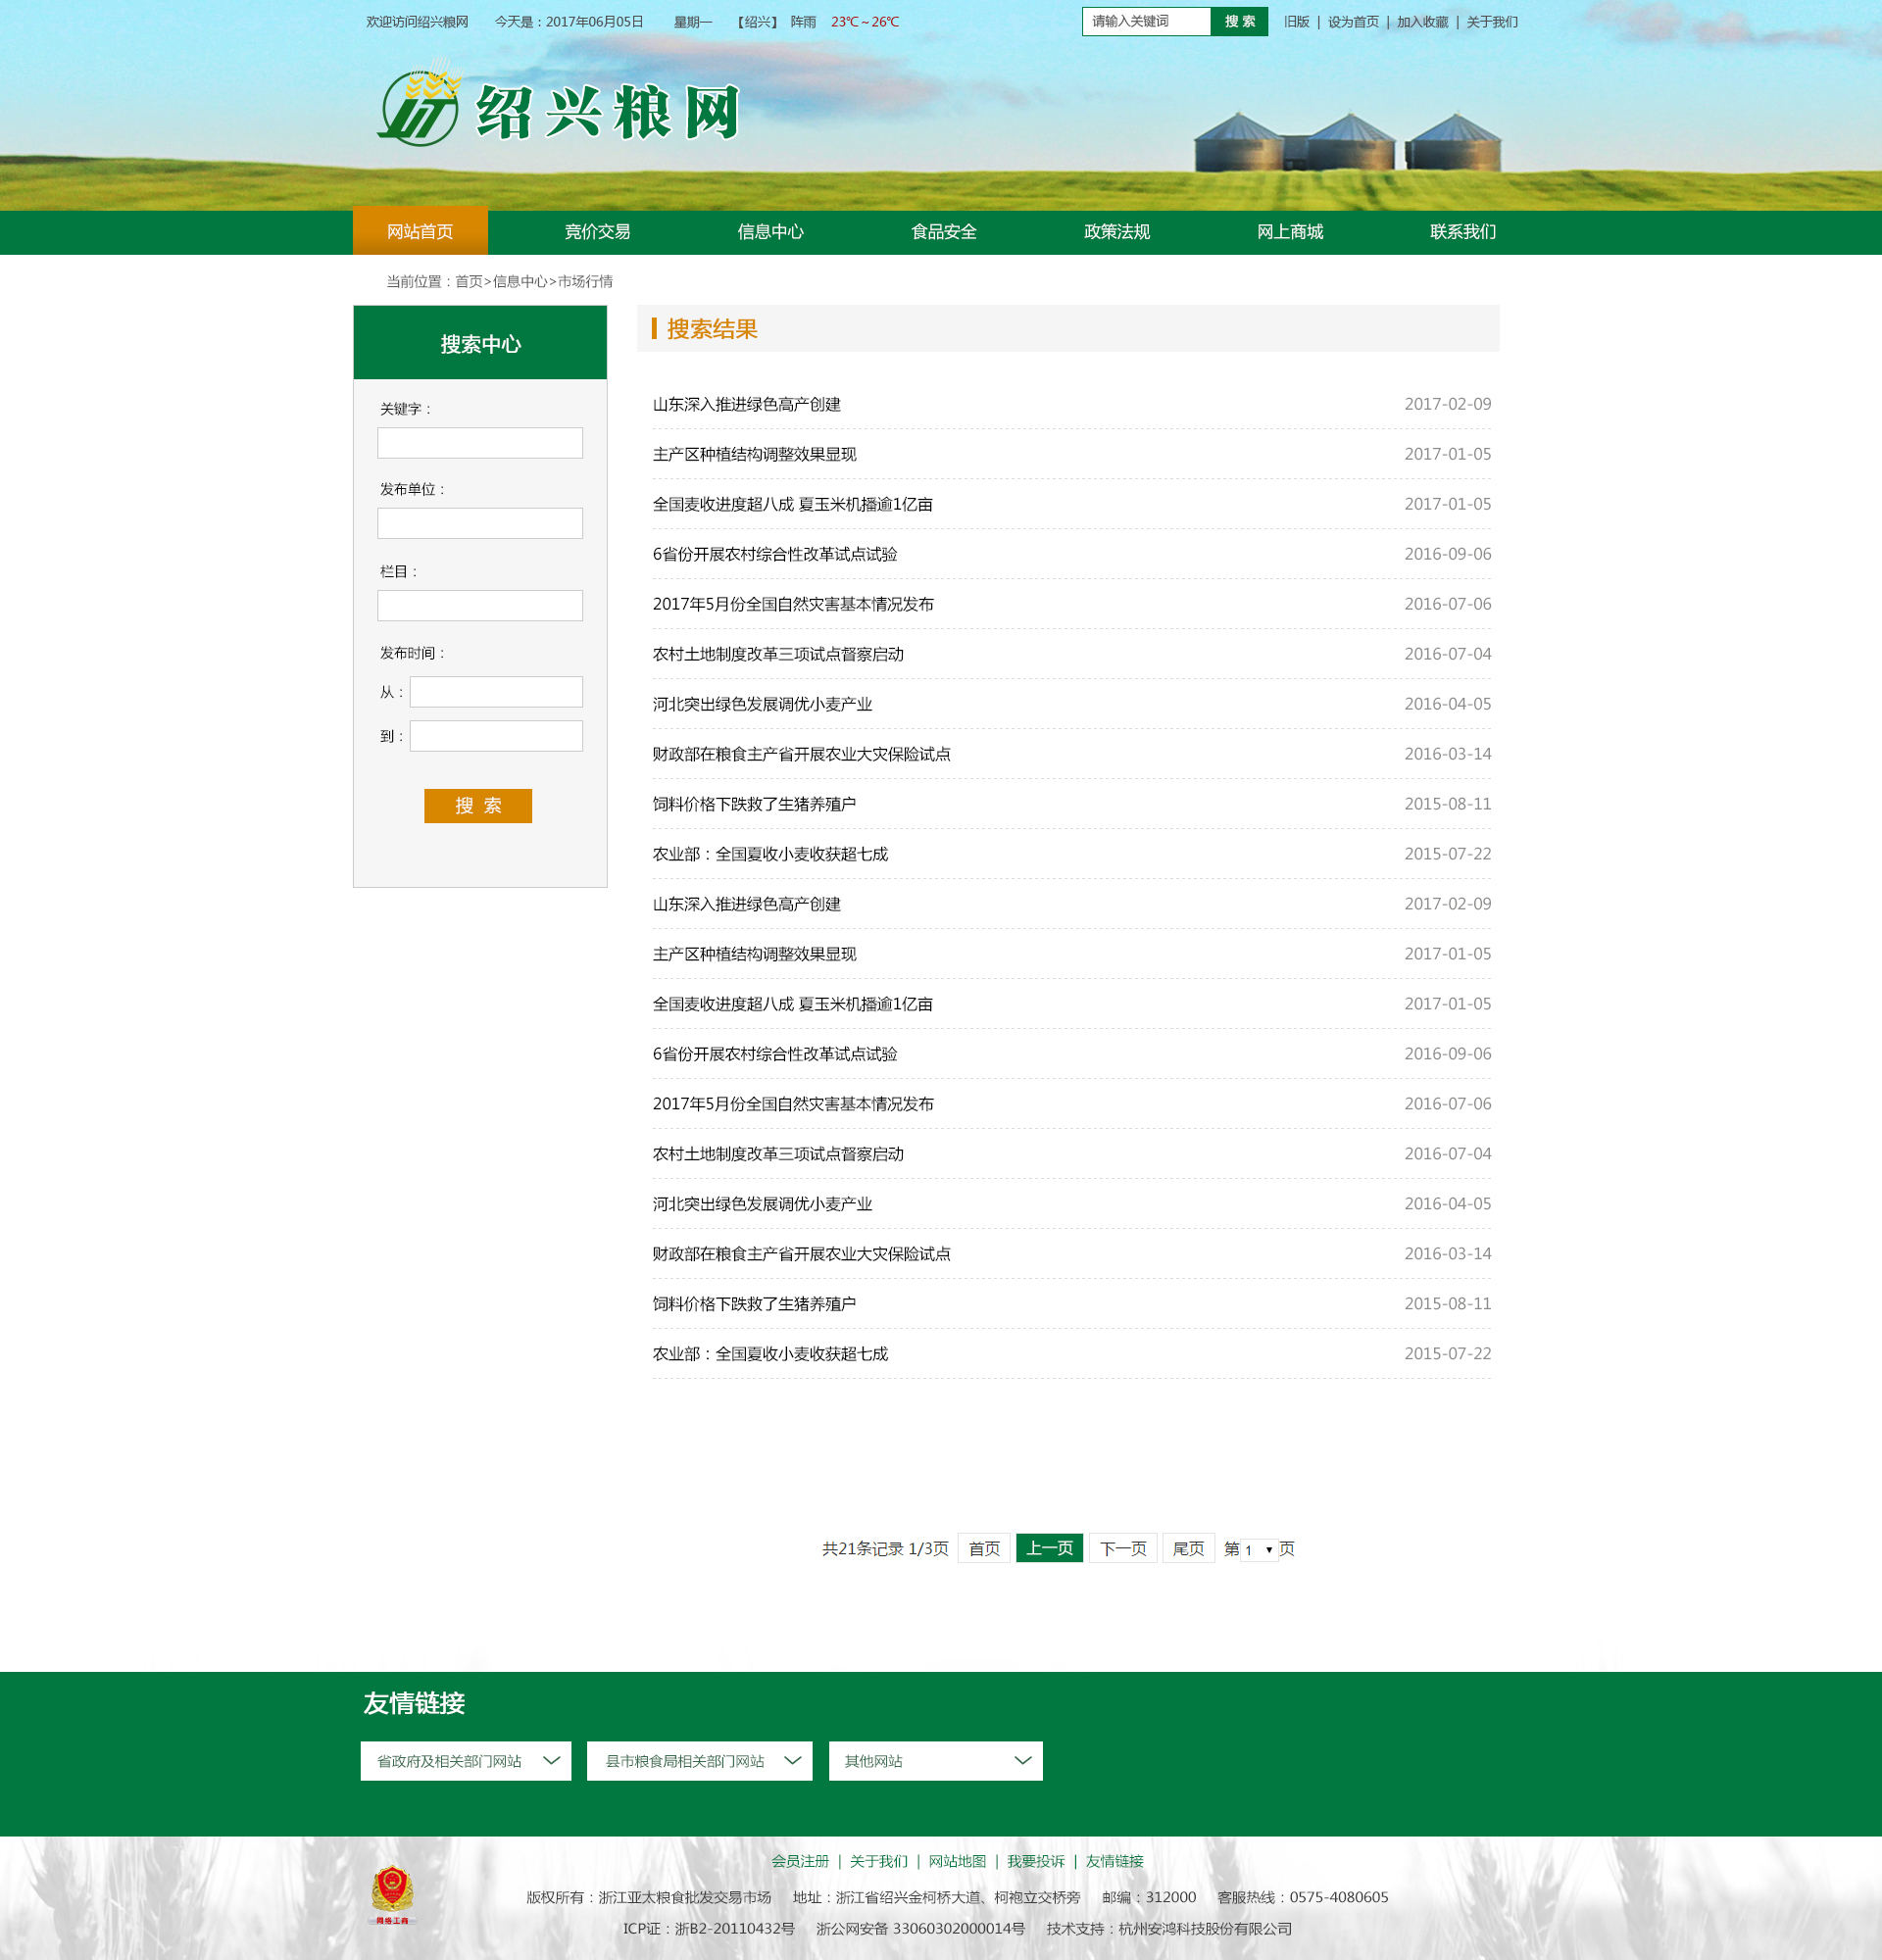 欢迎访问绍兴粮网 今天是：2017年06月05日 星期一 【绍兴】 阵雨 23℃～26℃ 请输入关键词 搜 索 旧版 | 设为首页 | 加入收藏 | 关于我们
绍兴粮网
网站首页 竞价交易 信息中心 食品安全 政策法规 网上商城 联系我们
当前位置：首页>信息中心>市场行情
搜索中心
关键字：
发布单位：
栏目：
发布时间：
从：
到：
搜 索
搜索结果
山东深入推进绿色高产创建 2017-02-09
主产区种植结构调整效果显现 2017-01-05
全国麦收进度超八成 夏玉米机播逾1亿亩 2017-01-05
6省份开展农村综合性改革试点试验 2016-09-06
2017年5月份全国自然灾害基本情况发布 2016-07-06
农村土地制度改革三项试点督察启动 2016-07-04
河北突出绿色发展调优小麦产业 2016-04-05
财政部在粮食主产省开展农业大灾保险试点 2016-03-14
饲料价格下跌救了生猪养殖户 2015-08-11
农业部：全国夏收小麦收获超七成 2015-07-22
山东深入推进绿色高产创建 2017-02-09
主产区种植结构调整效果显现 2017-01-05
全国麦收进度超八成 夏玉米机播逾1亿亩 2017-01-05
6省份开展农村综合性改革试点试验 2016-09-06
2017年5月份全国自然灾害基本情况发布 2016-07-06
农村土地制度改革三项试点督察启动 2016-07-04
河北突出绿色发展调优小麦产业 2016-04-05
财政部在粮食主产省开展农业大灾保险试点 2016-03-14
饲料价格下跌救了生猪养殖户 2015-08-11
农业部：全国夏收小麦收获超七成 2015-07-22
共21条记录 1/3页 首页 上一页 下一页 尾页 第1页
友情链接
省政府及相关部门网站 县市粮食局相关部门网站 其他网站
会员注册 | 关于我们 | 网站地图 | 我要投诉 | 友情链接
版权所有：浙江亚太粮食批发交易市场 地址：浙江省绍兴金柯桥大道、柯袍立交桥旁 邮编：312000 客服热线：0575-4080605
ICP证：浙B2-20110432号 浙公网安备 33060302000014号 技术支持：杭州安鸿科技股份有限公司
网络工商